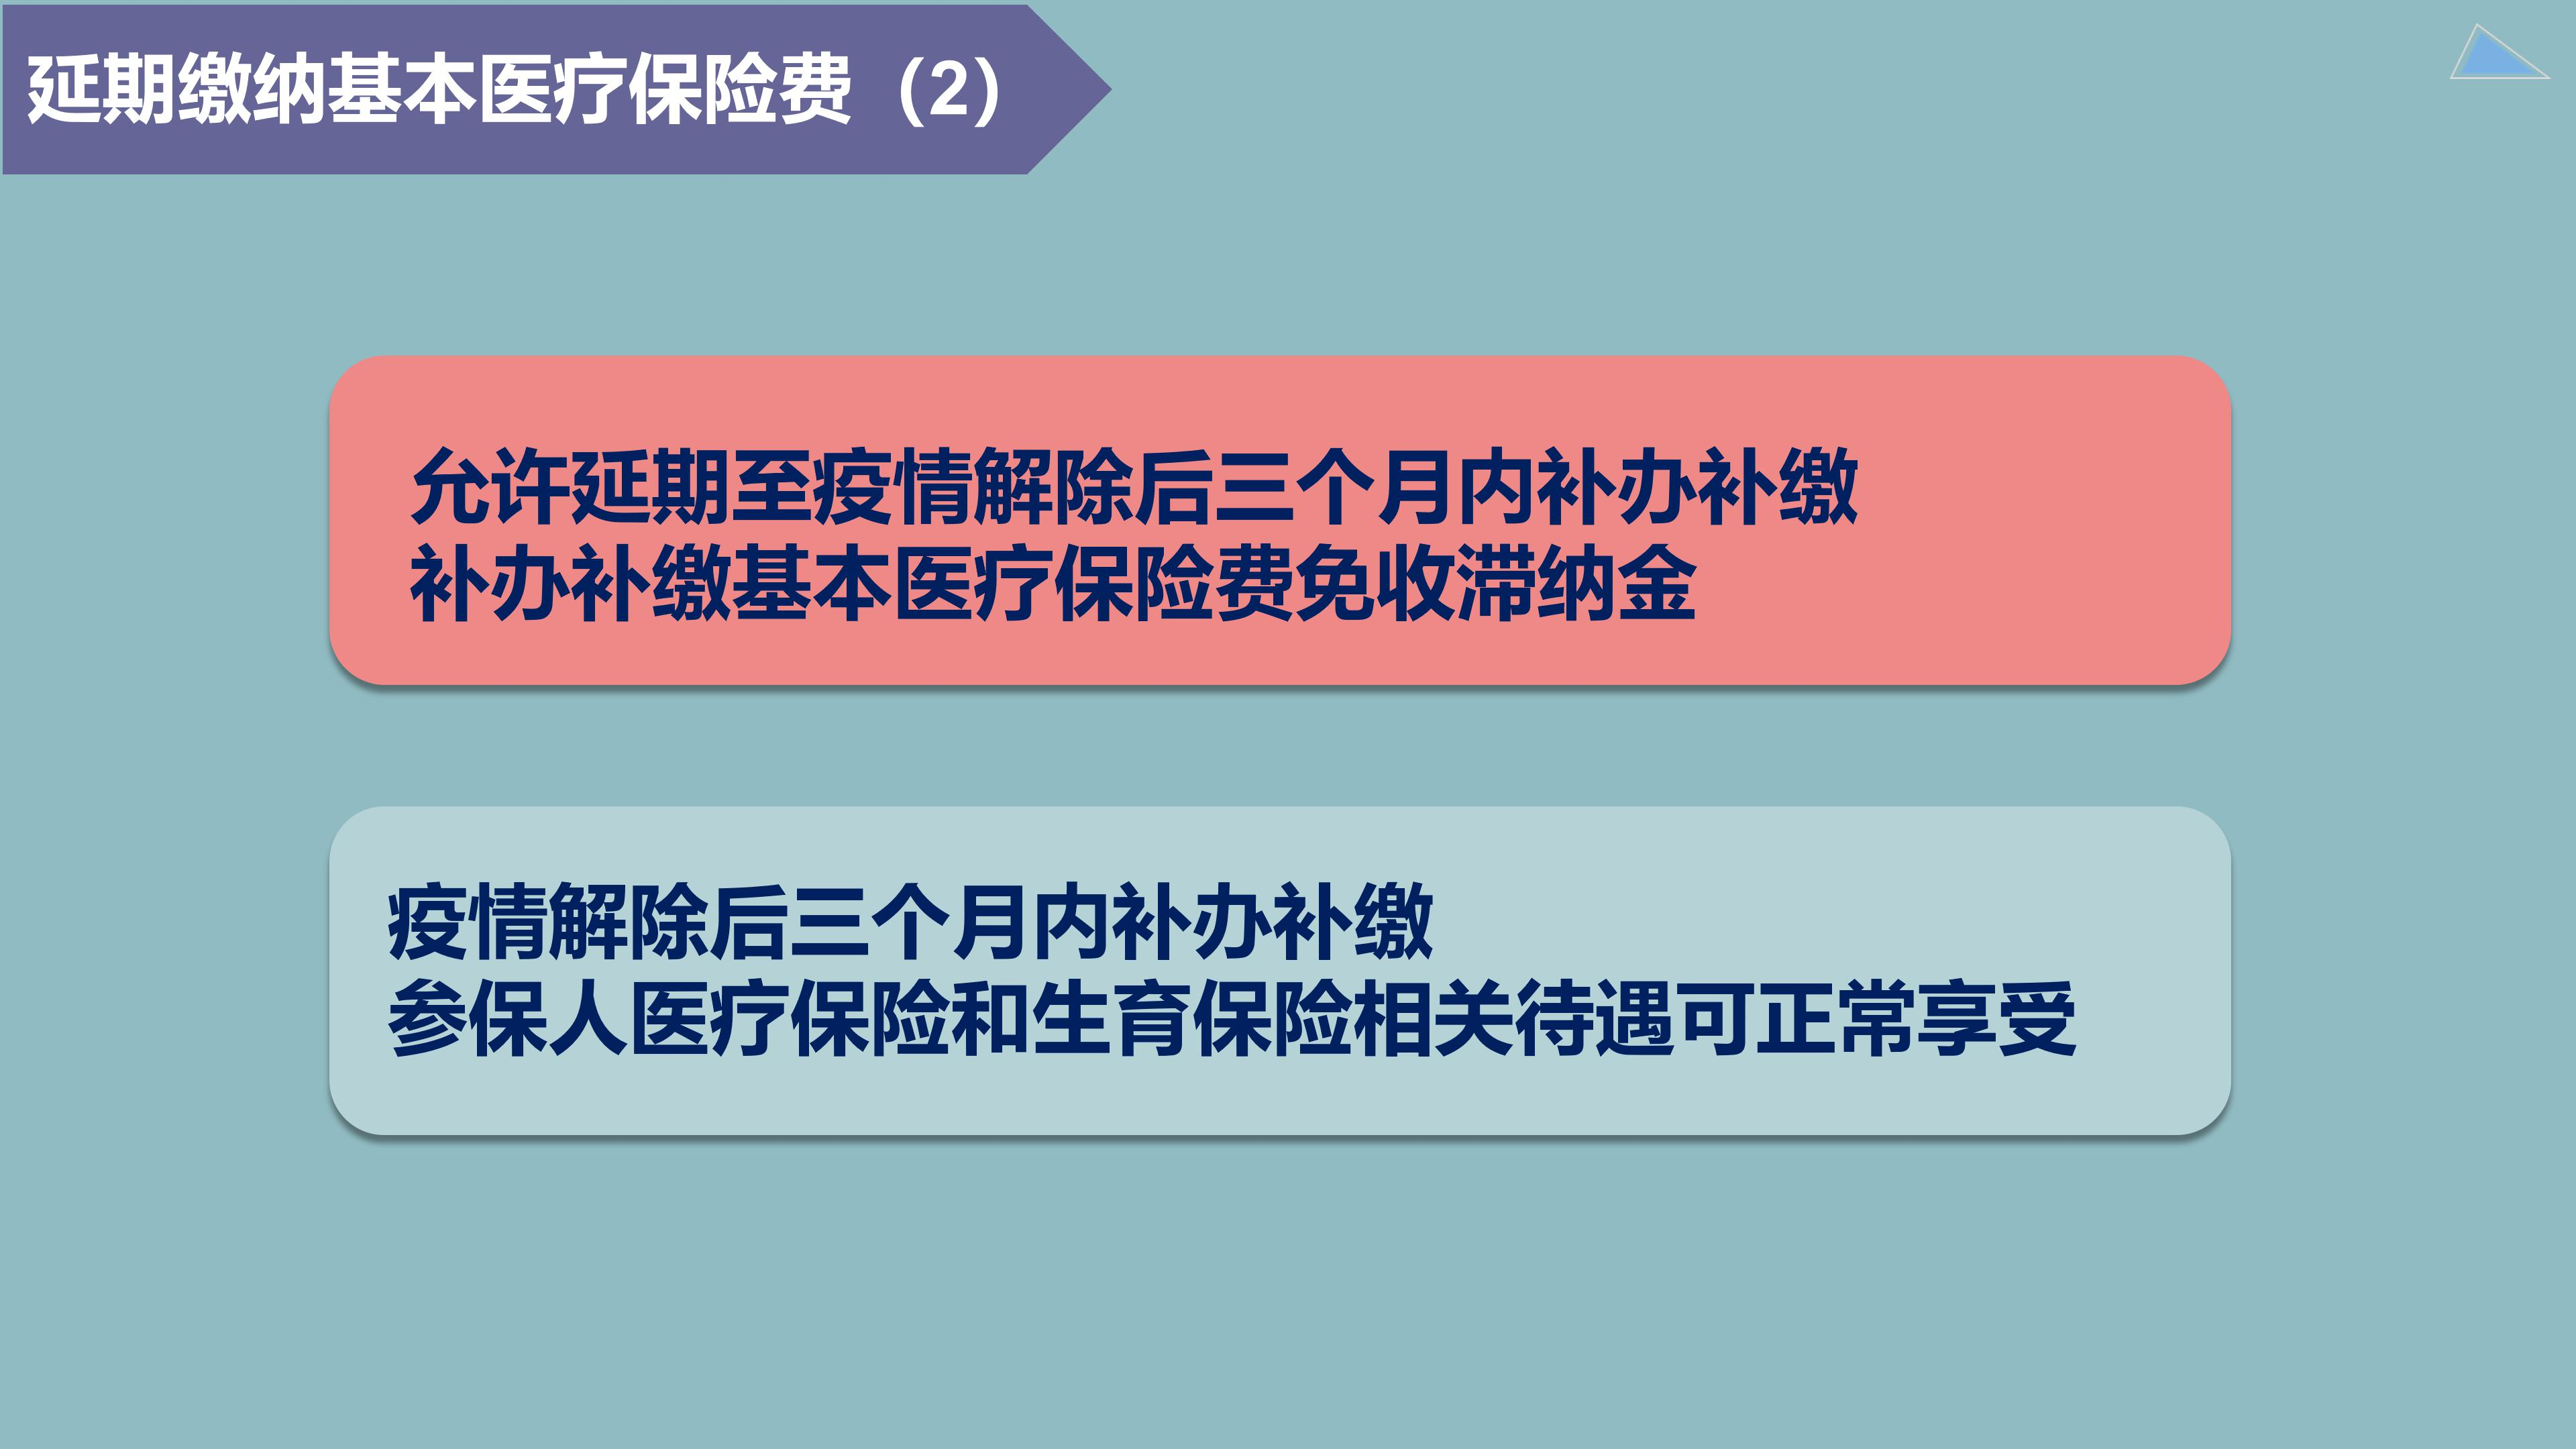 延期缴纳基本医疗保险费（2）
允许延期至疫情解除后三个月内补办补缴
补办补缴基本医疗保险费免收滞纳金
疫情解除后三个月内补办补缴
参保人医疗保险和生育保险相关待遇可正常享受